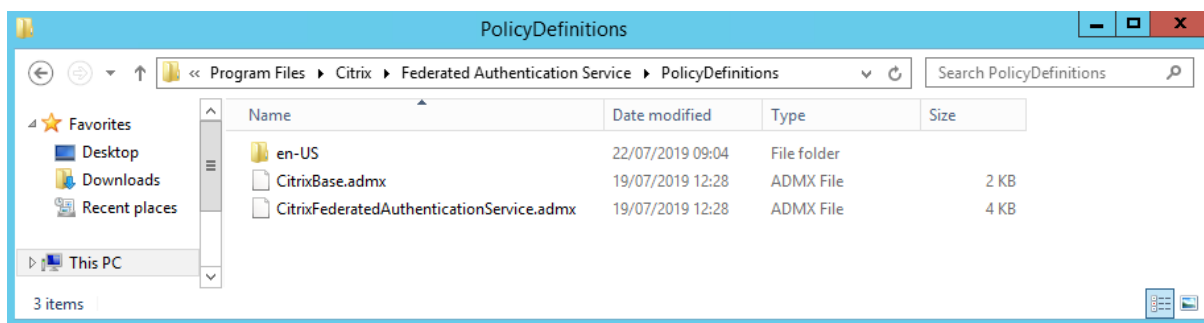 PolicyDefinitions
« Program Files Citrix Federated Authentication Service PolicyDefinitions Search PolicyDefinitions
Favorites
Desktop
Downloads
Recent places
This PC
Name Date modified Type Size
en-US 22/07/2019 09:04 File folder
CitrixBase.admx 19/07/2019 12:28 ADMX File 2 KB
CitrixFederatedAuthenticationService.admx 19/07/2019 12:28 ADMX File 4 KB
3 items